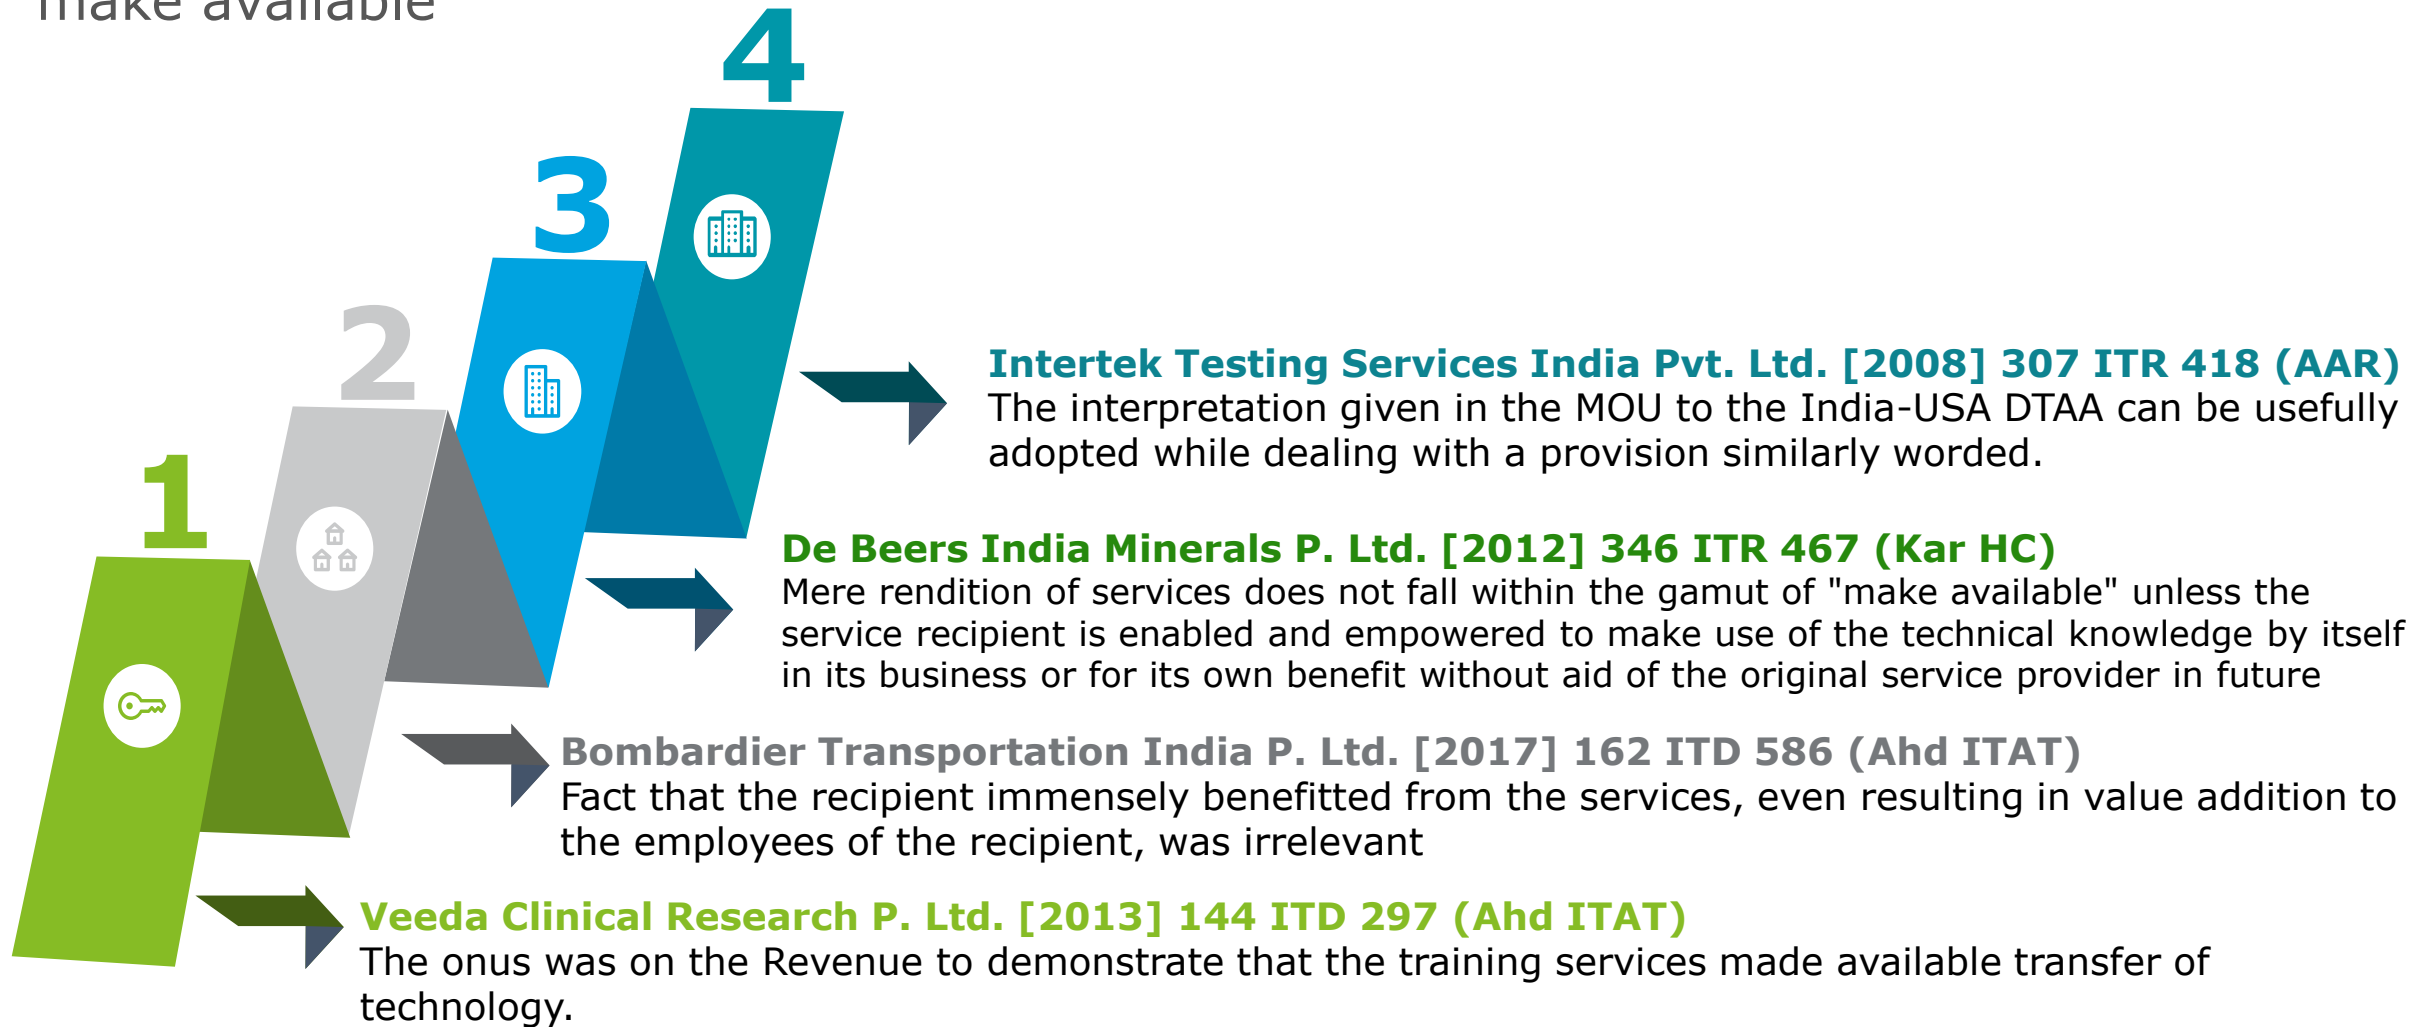 make available
4
3
2
1
Intertek Testing Services India Pvt. Ltd. [2008] 307 ITR 418 (AAR)
The interpretation given in the MOU to the India-USA DTAA can be usefully
adopted while dealing with a provision similarly worded.
De Beers India Minerals P. Ltd. [2012] 346 ITR 467 (Kar HC)
Mere rendition of services does not fall within the gamut of "make available" unless the
service recipient is enabled and empowered to make use of the technical knowledge by itself
in its business or for its own benefit without aid of the original service provider in future
Bombardier Transportation India P. Ltd. [2017] 162 ITD 586 (Ahd ITAT)
Fact that the recipient immensely benefitted from the services, even resulting in value addition to
the employees of the recipient, was irrelevant
Veeda Clinical Research P. Ltd. [2013] 144 ITD 297 (Ahd ITAT)
The onus was on the Revenue to demonstrate that the training services made available transfer of
technology.